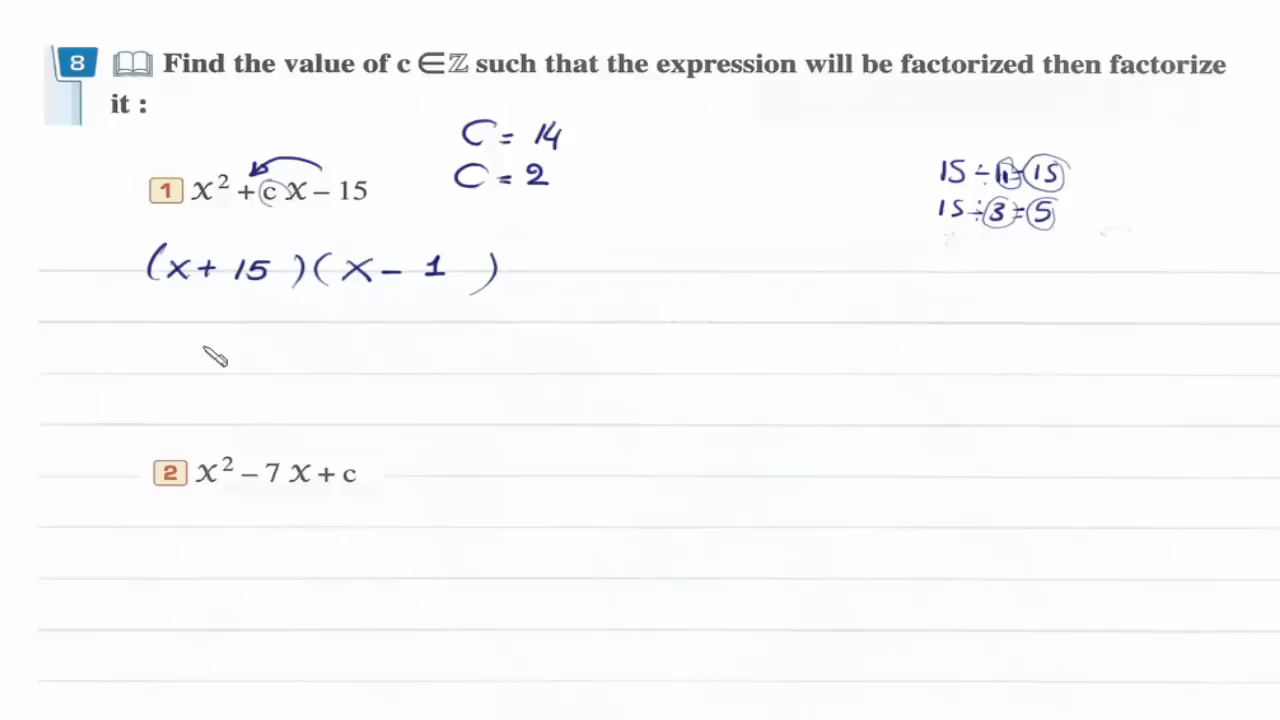 8 Find the value of c ∈ ℤ such that the expression will be factorized then factorize
it :
C = 14
C = 2
1 x² + c x – 15
15 ÷ 1 = 15
15 ÷ 3 = 5
(x + 15 ) ( x – 1 )
2 x² – 7 x + c